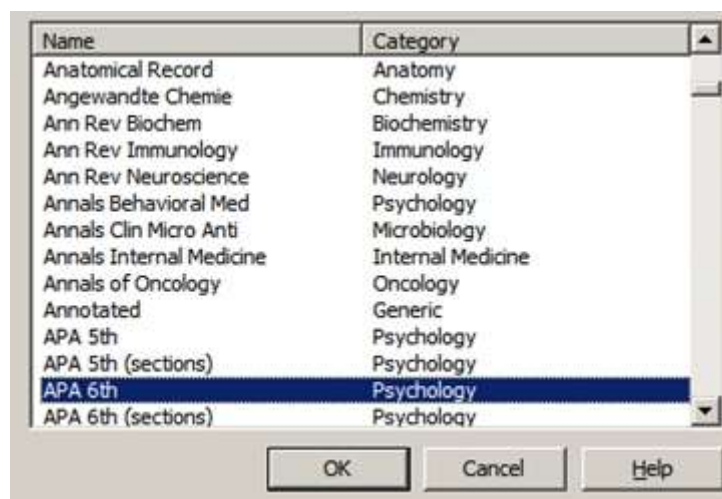 Name Category
Anatomical Record Anatomy
Angewandte Chemie Chemistry
Ann Rev Biochem Biochemistry
Ann Rev Immunology Immunology
Ann Rev Neuroscience Neurology
Annals Behavioral Med Psychology
Annals Clin Micro Anti Microbiology
Annals Internal Medicine Internal Medicine
Annals of Oncology Oncology
Annotated Generic
APA 5th Psychology
APA 5th (sections) Psychology
APA 6th Psychology
APA 6th (sections) Psychology
OK Cancel Help